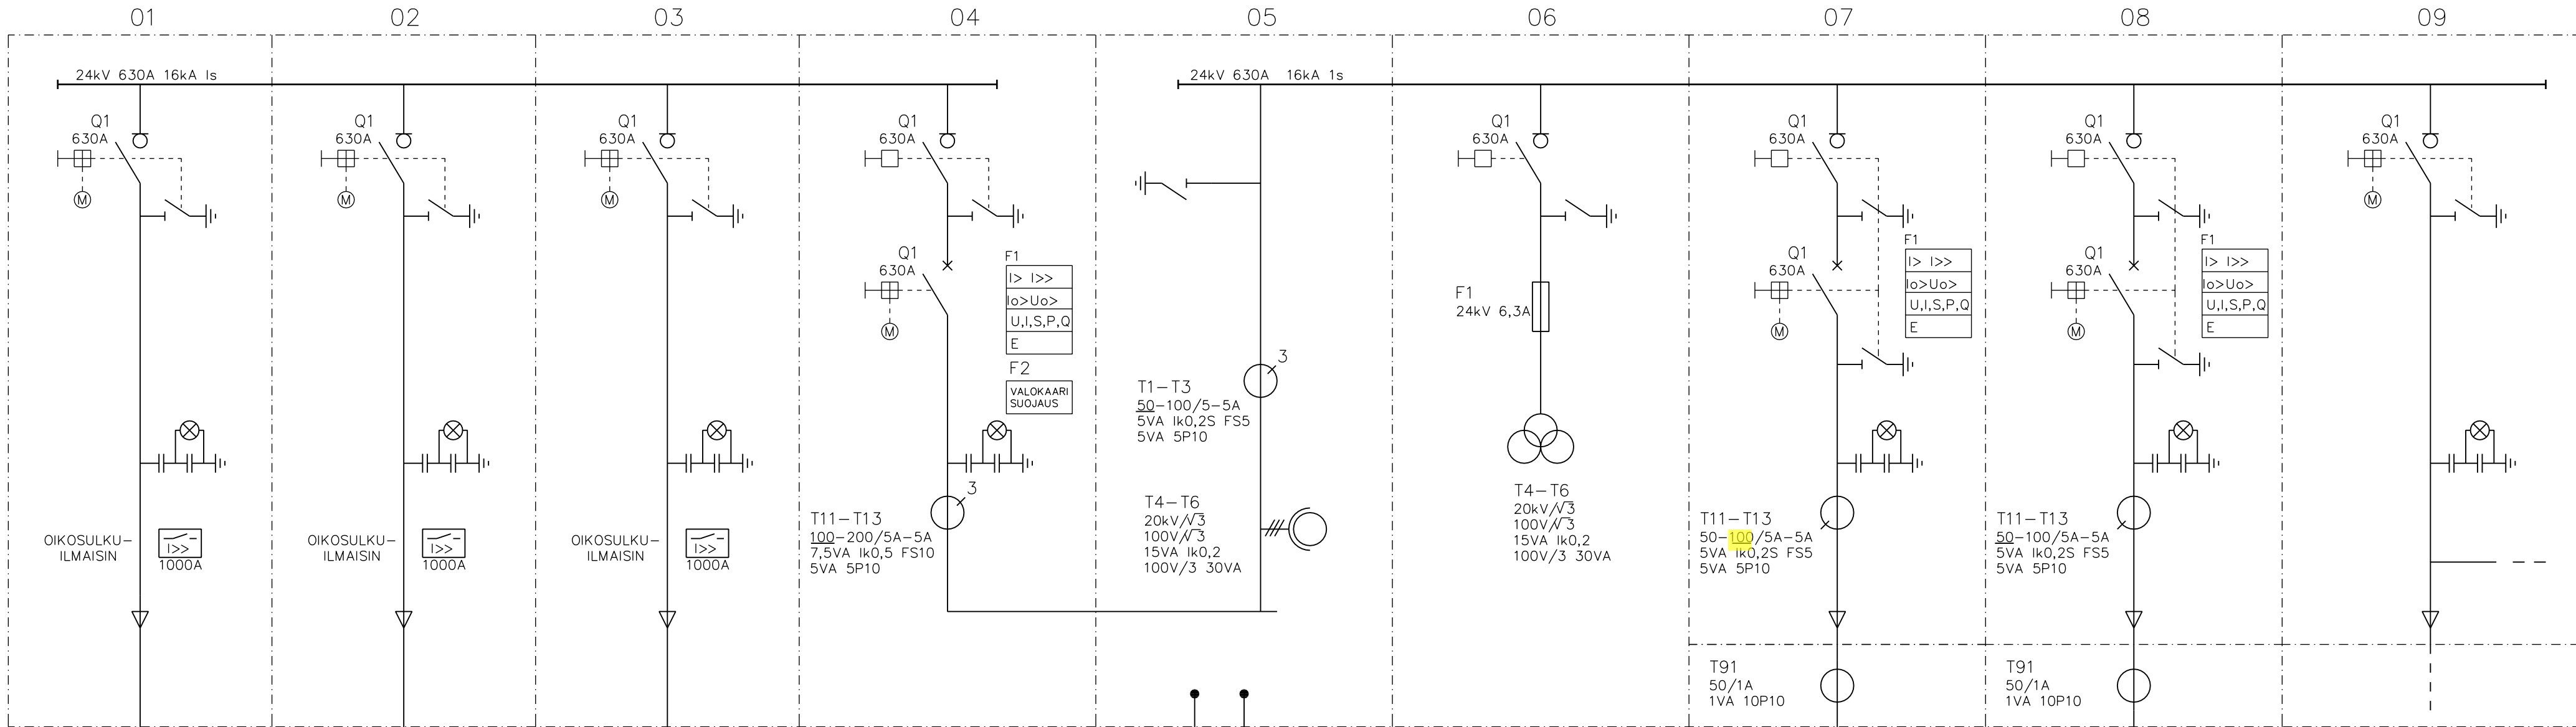 01 02 03 04 05 06 07 08 09
24kV 630A 16kA 1s
Q1
630A
M
OIKOSULKU-
ILMAISIN
I>>
1000A
Q1
630A
M
OIKOSULKU-
ILMAISIN
I>>
1000A
Q1
630A
M
OIKOSULKU-
ILMAISIN
I>>
1000A
Q1
630A
Q1
630A
M
F1
I> I>>
Io>Uo>
U,I,S,P,Q
E
F2
VALOKAARI
SUOJAUS
3
T11-T13
100-200/5A-5A
7,5VA Ik0,5 FS10
5VA 5P10
24kV 630A 16kA 1s
3
T1-T3
50-100/5-5A
5VA Ik0,2S FS5
5VA 5P10
T4-T6
20kV/√3
100V/√3
15VA Ik0,2
100V/3 30VA
Q1
630A
F1
24kV 6,3A
T4-T6
20kV/√3
100V/√3
15VA Ik0,2
100V/3 30VA
Q1
630A
Q1
630A
M
F1
I> I>>
Io>Uo>
U,I,S,P,Q
E
T11-T13
50-100/5A-5A
5VA Ik0,2S FS5
5VA 5P10
T91
50/1A
1VA 10P10
Q1
630A
Q1
630A
M
F1
I> I>>
Io>Uo>
U,I,S,P,Q
E
T11-T13
50-100/5A-5A
5VA Ik0,2S FS5
5VA 5P10
T91
50/1A
1VA 10P10
Q1
630A
M